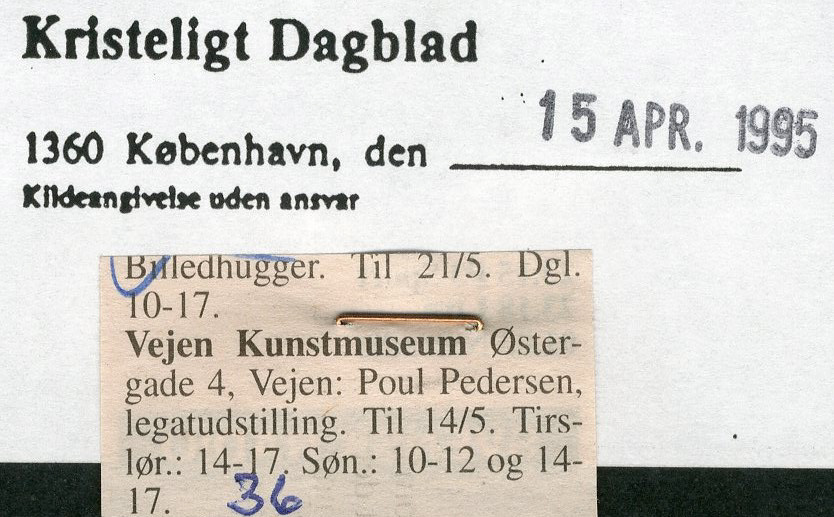 Kristeligt Dagblad
15 APR. 1995
1360 København, den
Kildeangivelse uden ansvar
Billedhugger. Til 21/5. Dgl.
10-17.
Vejen Kunstmuseum Øster-
gade 4, Vejen: Poul Pedersen,
legatudstilling. Til 14/5. Tirs-
lør.: 14-17. Søn.: 10-12 og 14-
17. 36